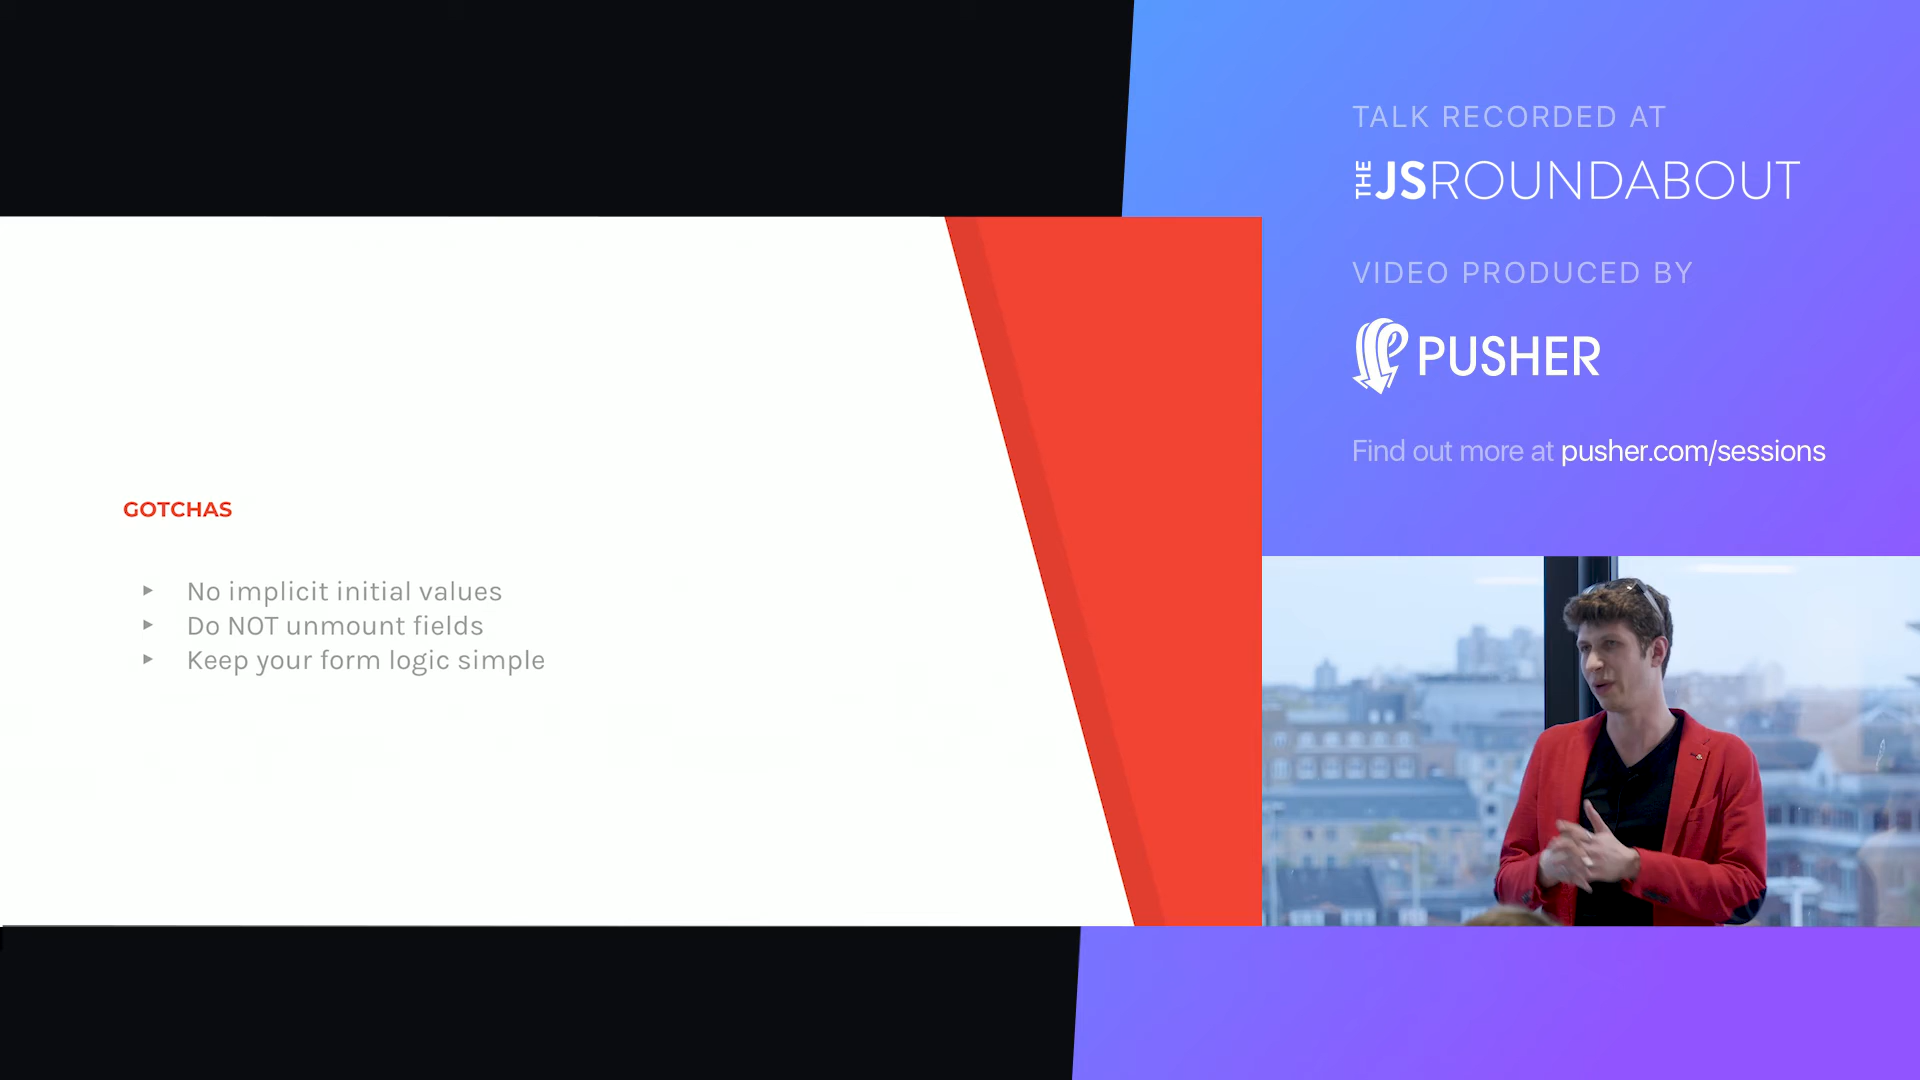 TALK RECORDED AT
THE JSROUNDABOUT
VIDEO PRODUCED BY
PUSHER
Find out more at pusher.com/sessions
GOTCHAS
No implicit initial values
Do NOT unmount fields
Keep your form logic simple